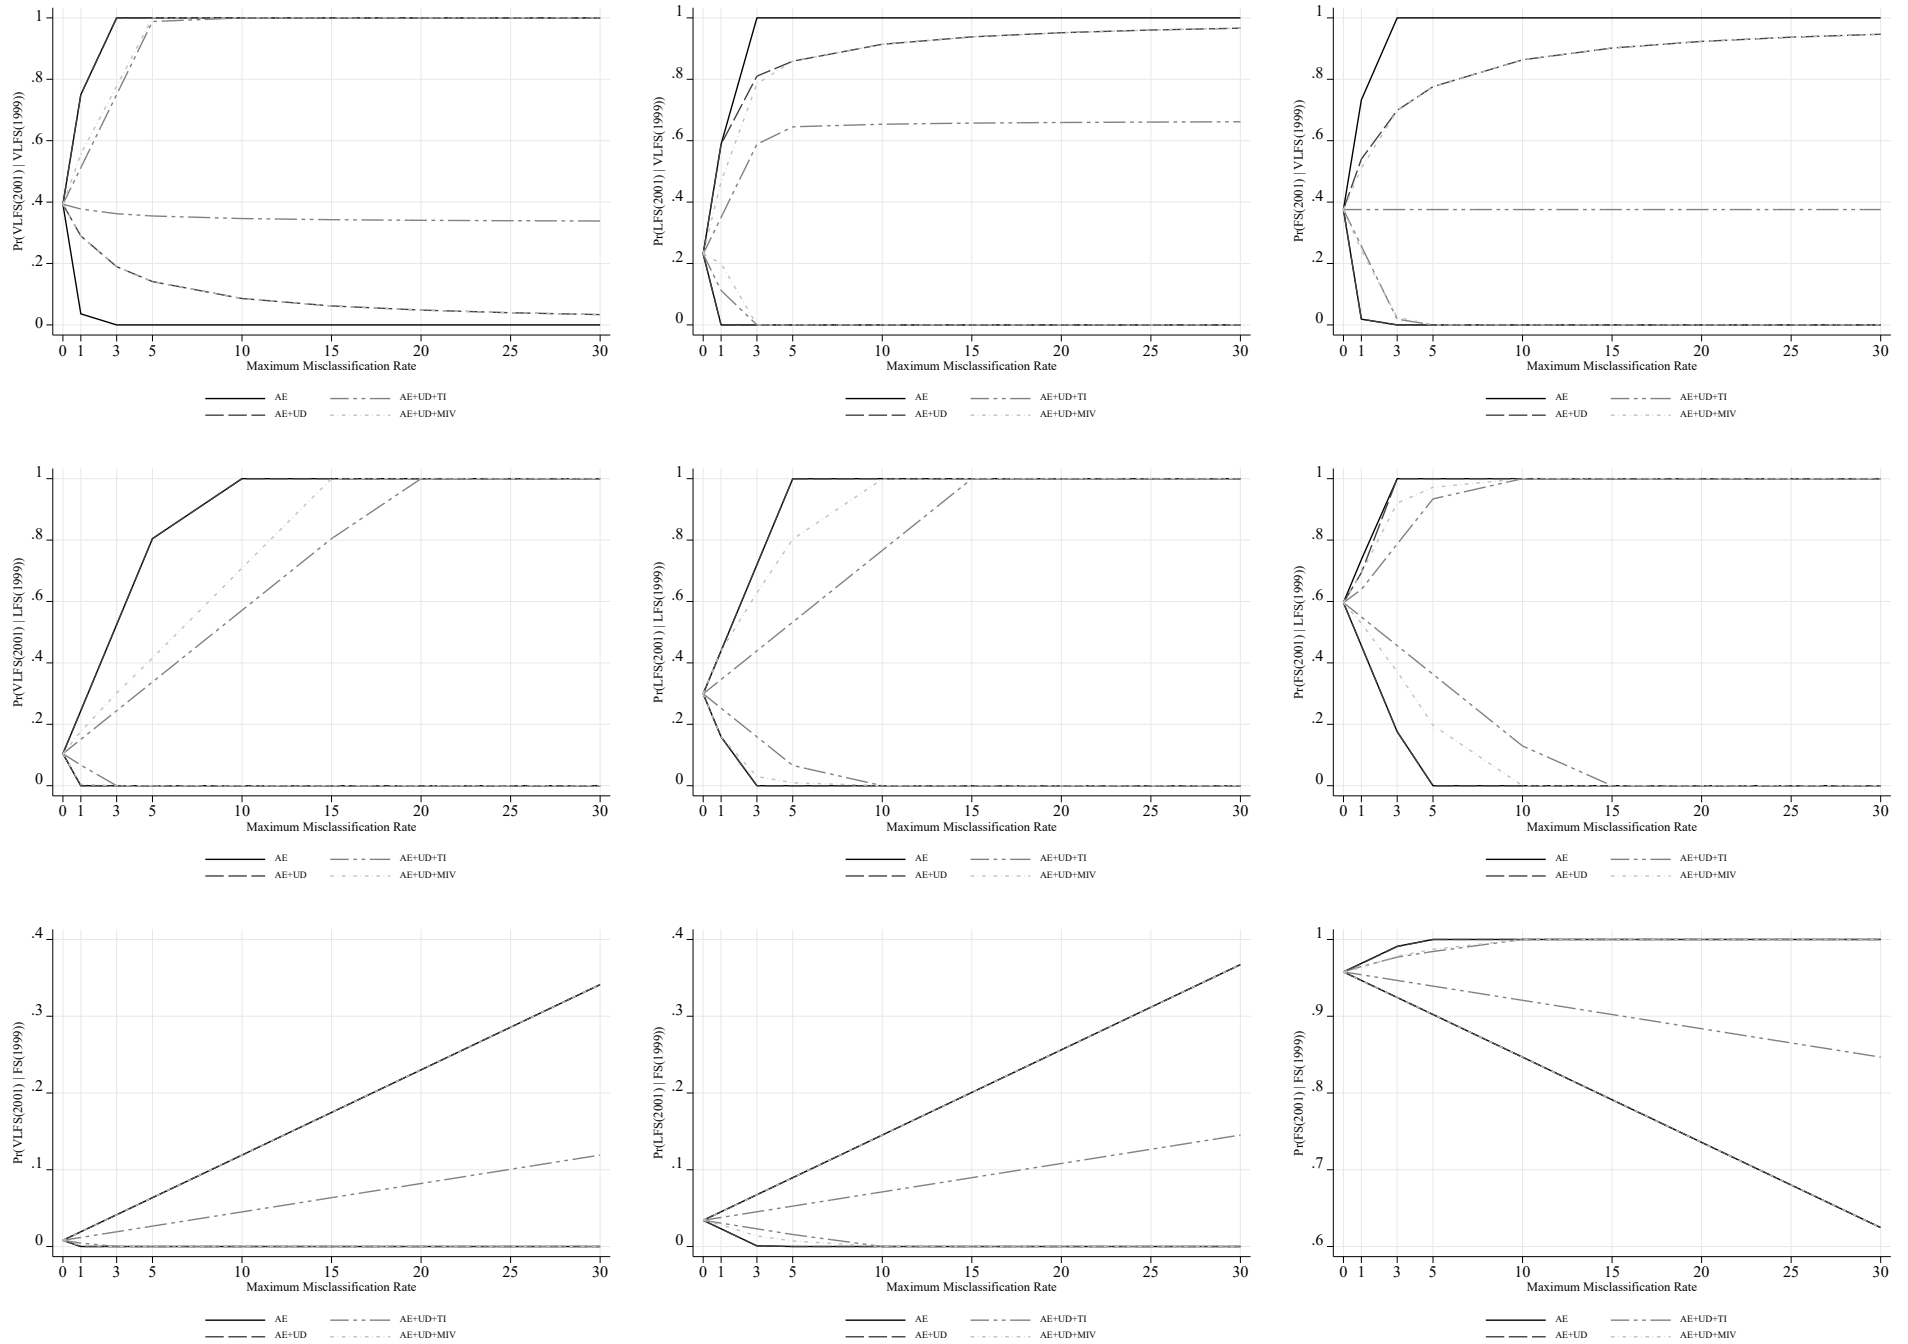 1
.8
.6
.4
.2
0
Pr(VLFS(2001) | VLFS(1999))
0 1 3 5 10 15 20 25 30
Maximum Misclassification Rate
AE AE+UD+TI
AE+UD AE+UD+MIV
1
.8
.6
.4
.2
0
Pr(LFS(2001) | VLFS(1999))
0 1 3 5 10 15 20 25 30
Maximum Misclassification Rate
AE AE+UD+TI
AE+UD AE+UD+MIV
1
.8
.6
.4
.2
0
Pr(FS(2001) | VLFS(1999))
0 1 3 5 10 15 20 25 30
Maximum Misclassification Rate
AE AE+UD+TI
AE+UD AE+UD+MIV
1
.8
.6
.4
.2
0
Pr(VLFS(2001) | LFS(1999))
0 1 3 5 10 15 20 25 30
Maximum Misclassification Rate
AE AE+UD+TI
AE+UD AE+UD+MIV
1
.8
.6
.4
.2
0
Pr(LFS(2001) | LFS(1999))
0 1 3 5 10 15 20 25 30
Maximum Misclassification Rate
AE AE+UD+TI
AE+UD AE+UD+MIV
1
.8
.6
.4
.2
0
Pr(FS(2001) | LFS(1999))
0 1 3 5 10 15 20 25 30
Maximum Misclassification Rate
AE AE+UD+TI
AE+UD AE+UD+MIV
.4
.3
.2
.1
0
Pr(VLFS(2001) | FS(1999))
0 1 3 5 10 15 20 25 30
Maximum Misclassification Rate
AE AE+UD+TI
AE+UD AE+UD+MIV
.4
.3
.2
.1
0
Pr(LFS(2001) | FS(1999))
0 1 3 5 10 15 20 25 30
Maximum Misclassification Rate
AE AE+UD+TI
AE+UD AE+UD+MIV
1
.9
.8
.7
.6
Pr(FS(2001) | FS(1999))
0 1 3 5 10 15 20 25 30
Maximum Misclassification Rate
AE AE+UD+TI
AE+UD AE+UD+MIV